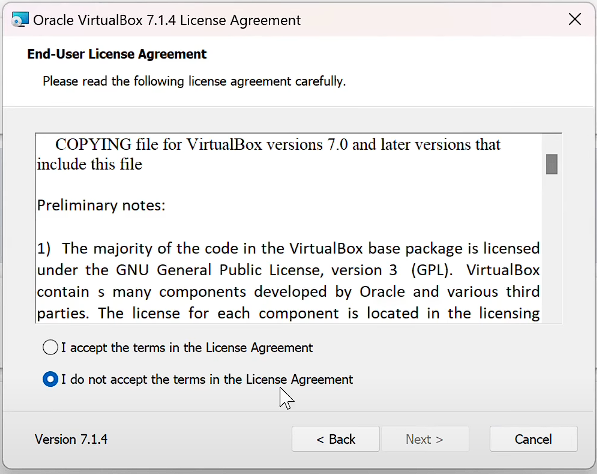 Oracle VirtualBox 7.1.4 License Agreement
End-User License Agreement
Please read the following license agreement carefully.
COPYING file for VirtualBox versions 7.0 and later versions that
include this file
Preliminary notes:
1) The majority of the code in the VirtualBox base package is licensed
under the GNU General Public License, version 3 (GPL). VirtualBox
contain s many components developed by Oracle and various third
parties. The license for each component is located in the licensing
I accept the terms in the License Agreement
I do not accept the terms in the License Agreement
Version 7.1.4
< Back
Next >
Cancel